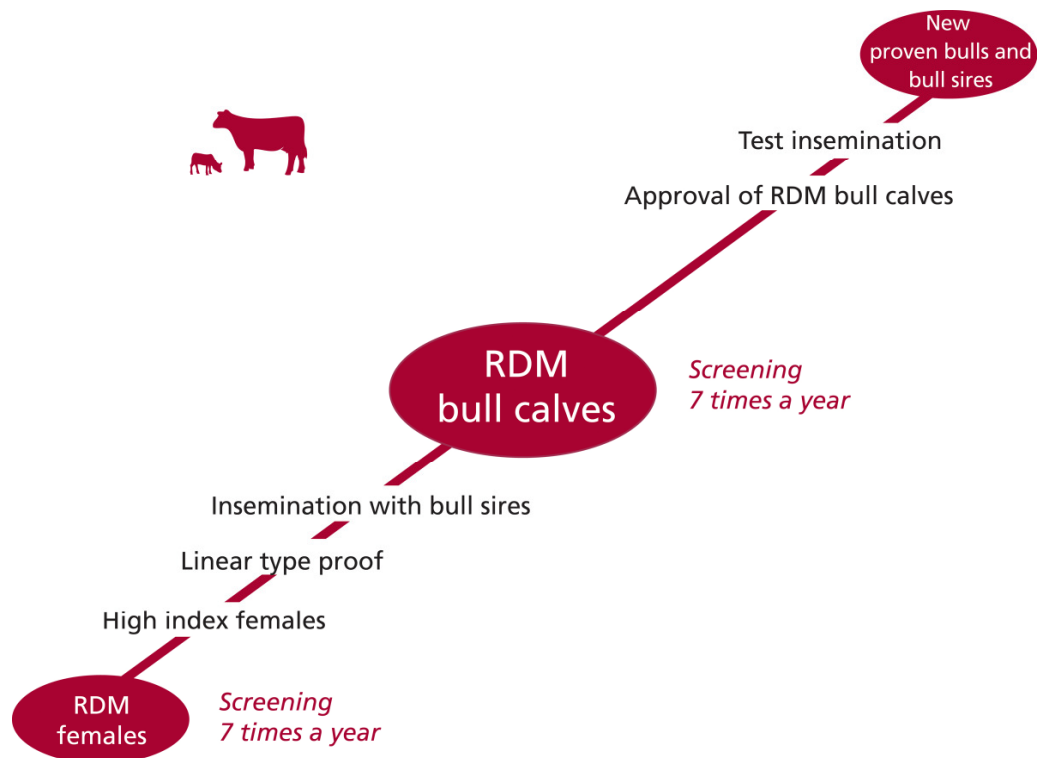 New
proven bulls and
bull sires
Test insemination
Approval of RDM bull calves
RDM
bull calves
Screening
7 times a year
Insemination with bull sires
Linear type proof
High index females
RDM
females
Screening
7 times a year